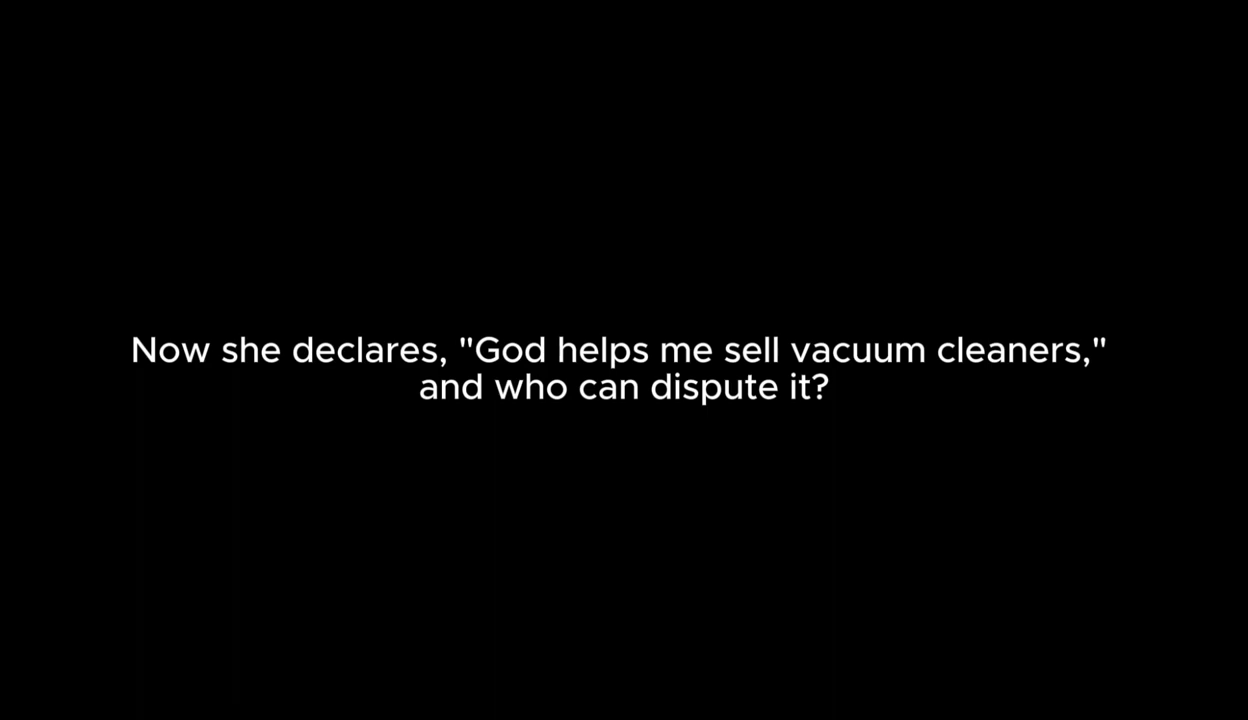 Now she declares, "God helps me sell vacuum cleaners,"
and who can dispute it?